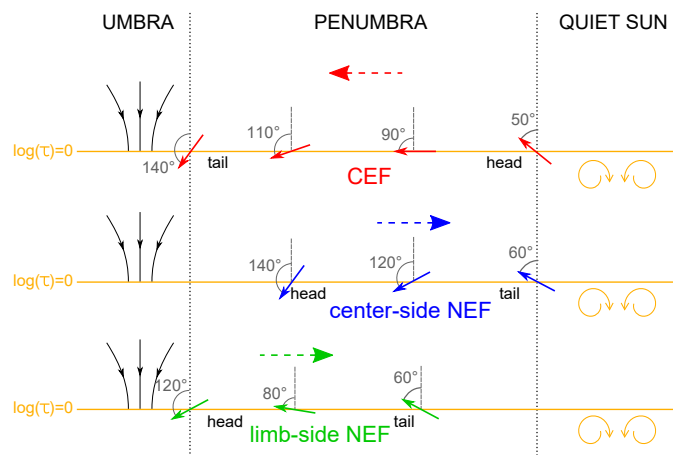 UMBRA PENUMBRA QUIET SUN
50°
110° 90°
log(τ)=0
140° tail head
CEF
60°
140° 120°
log(τ)=0
head tail
center-side NEF
120° 80° 60°
log(τ)=0
head tail
limb-side NEF